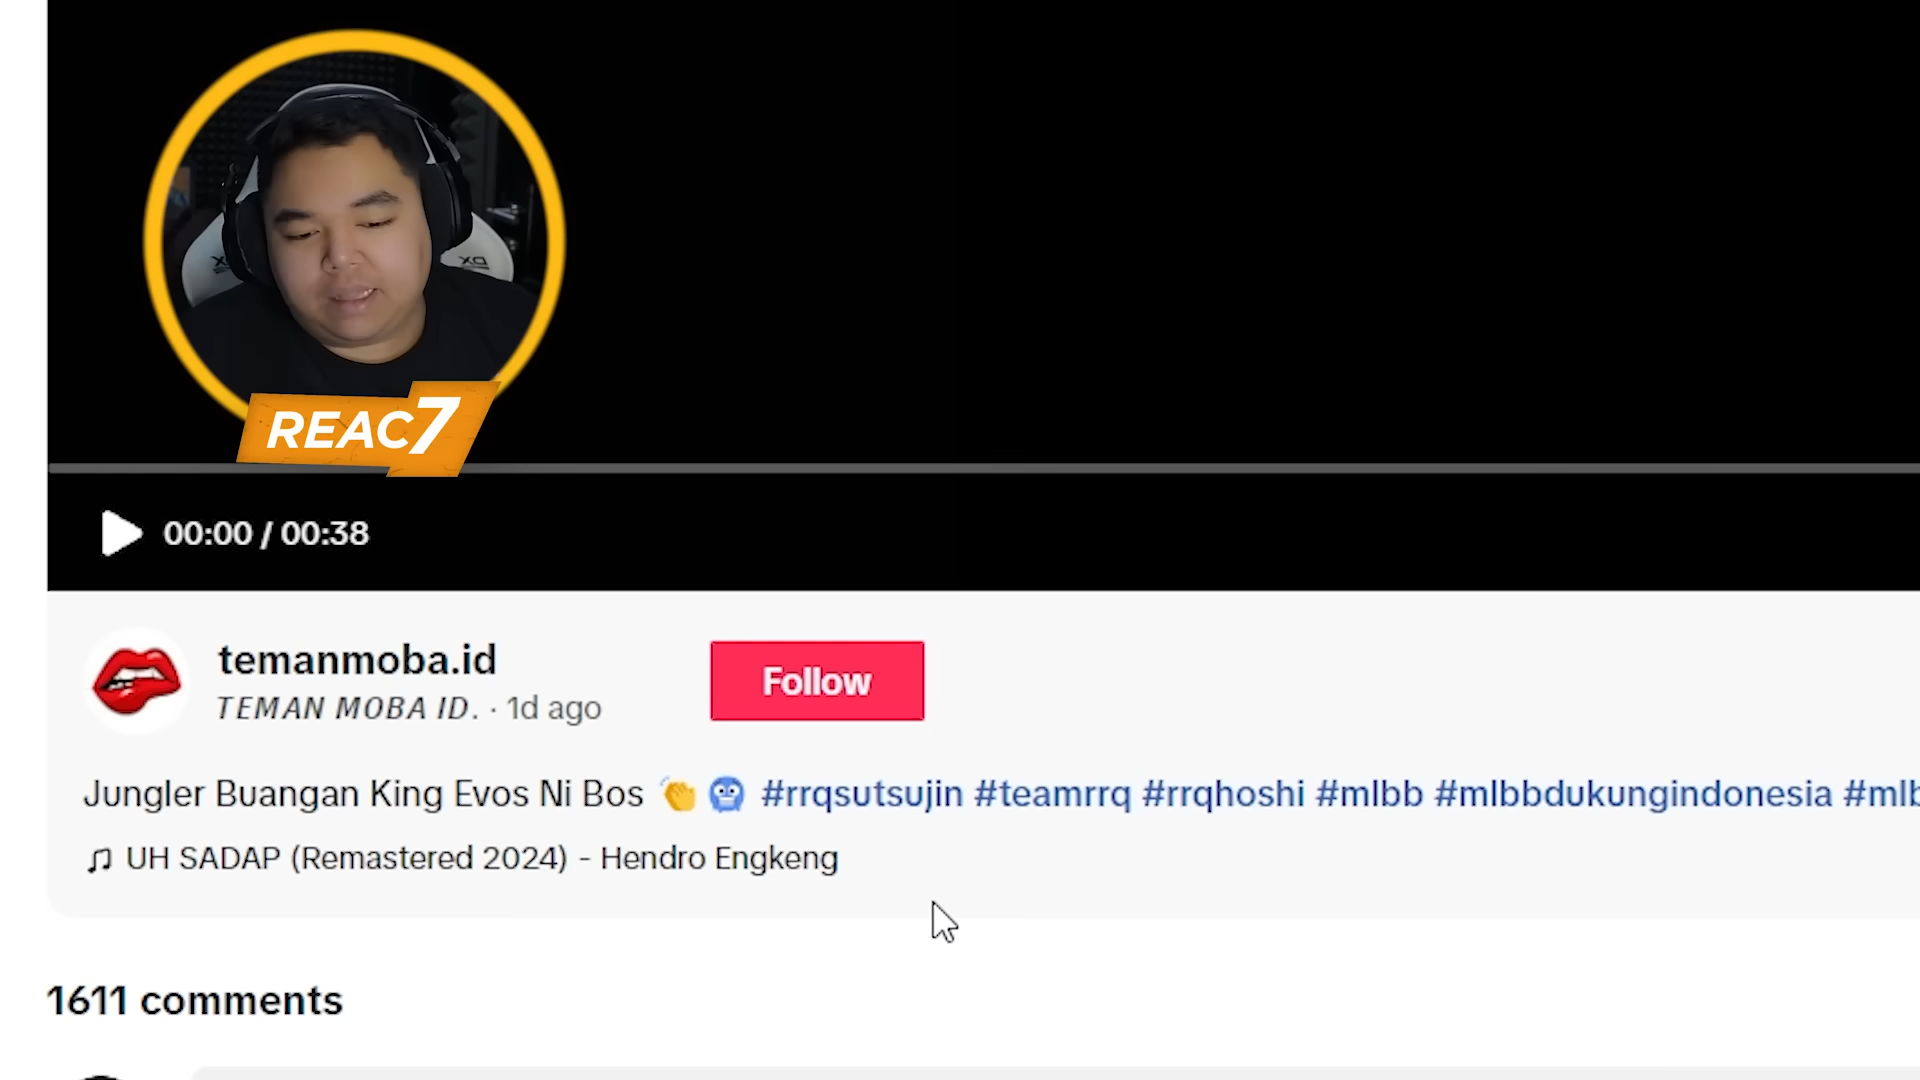 REAC7
00:00 / 00:38
temanmoba.id
Follow
TEMAN MOBA ID. · 1d ago
Jungler Buangan King Evos Ni Bos 👏 🥶 #rrqsutsujin #teamrrq #rrqhoshi #mlbb #mlbbdukungindonesia
♫ UH SADAP (Remastered 2024) - Hendro Engkeng
1611 comments